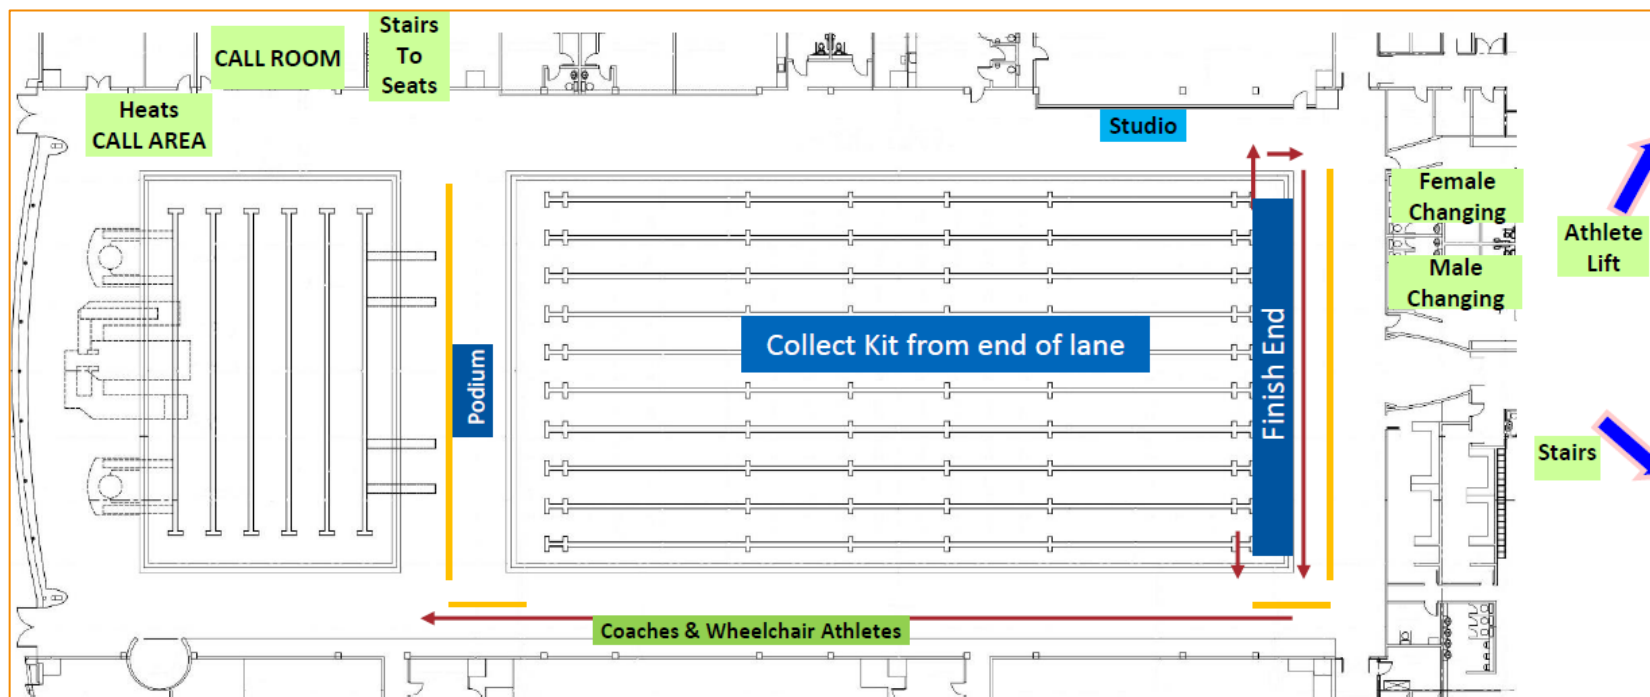 Stairs
To
Seats
CALL ROOM
Heats
CALL AREA
Studio
Female
Changing
Male
Changing
Athlete
Lift
Collect Kit from end of lane
Finish End
Podium
Stairs
Coaches & Wheelchair Athletes